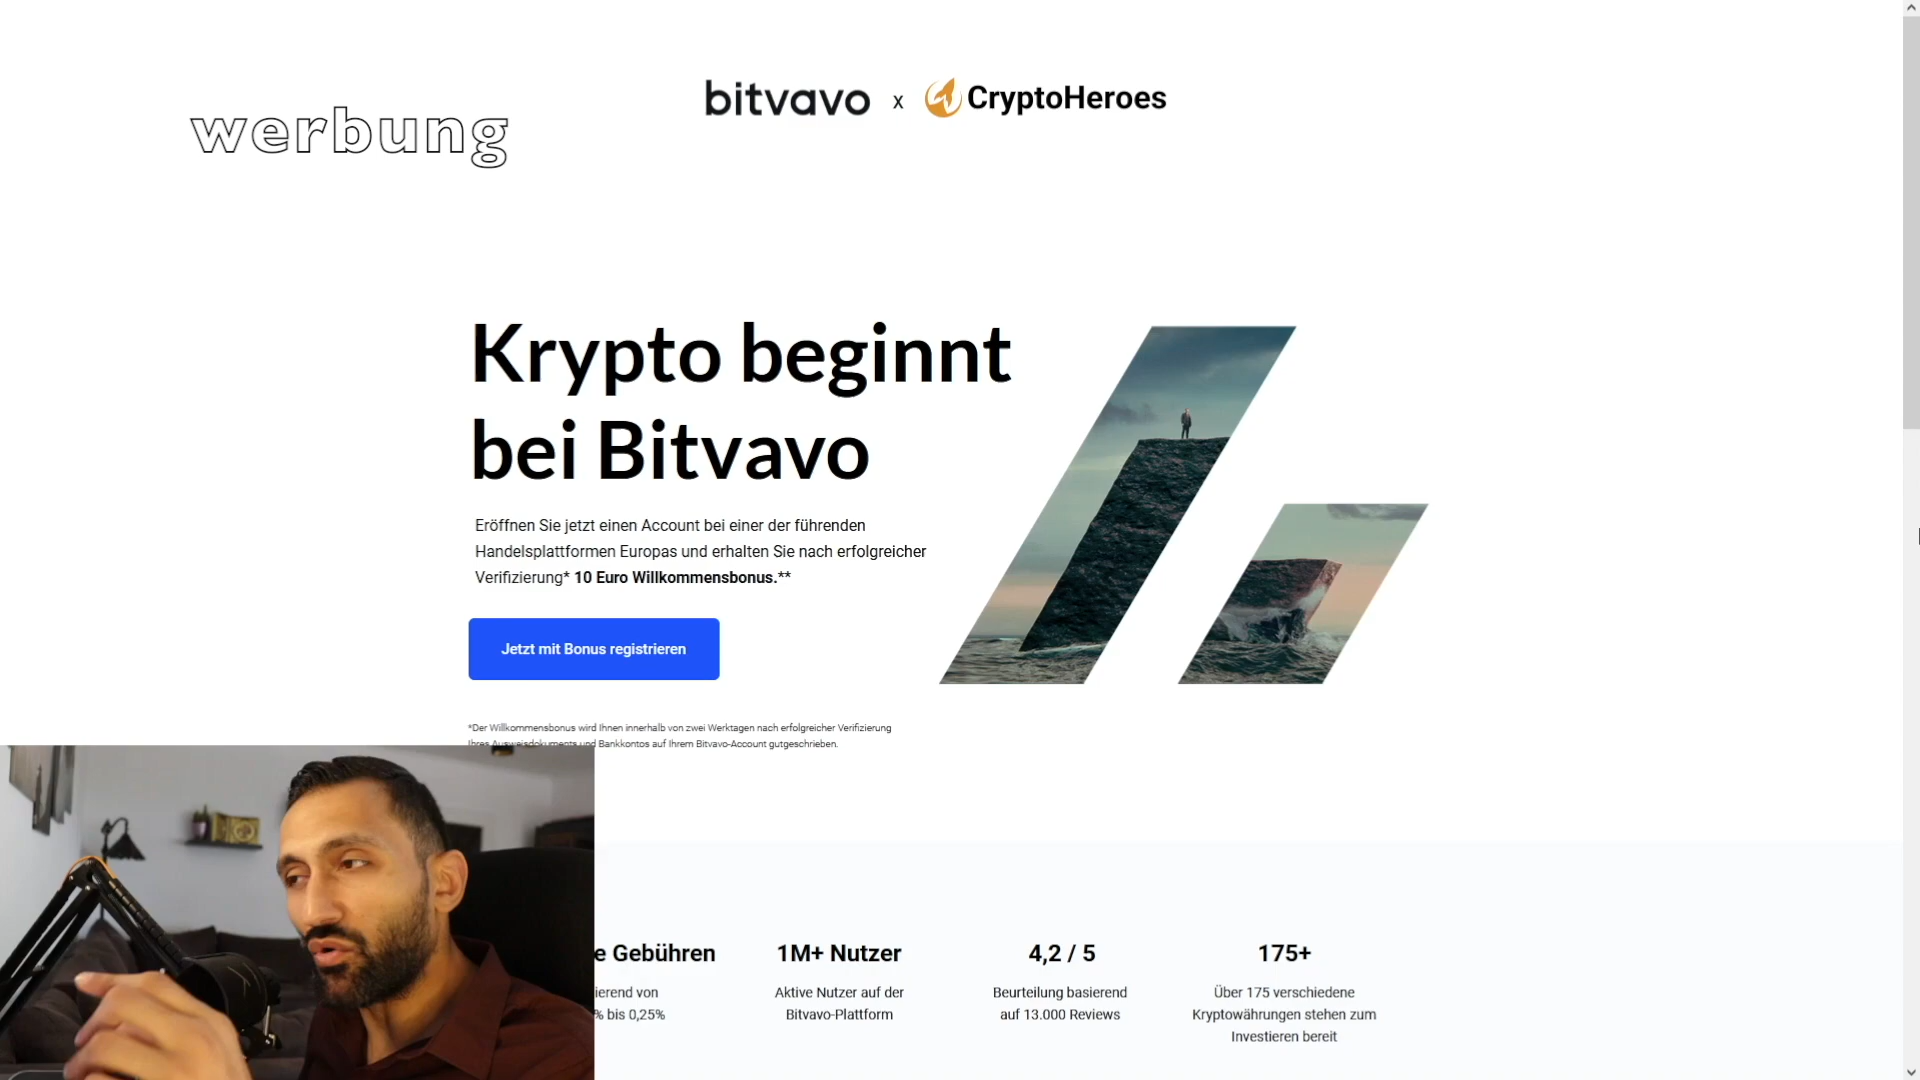 werbung
bitvavo x CryptoHeroes
Krypto beginnt
bei Bitvavo
Eröffnen Sie jetzt einen Account bei einer der führenden
Handelsplattformen Europas und erhalten Sie nach erfolgreicher
Verifizierung* 10 Euro Willkommensbonus.**
Jetzt mit Bonus registrieren
*Der Willkommensbonus wird Ihnen innerhalb von zwei Werktagen nach erfolgreicher Verifizierung
Ihres Ausweisdokuments und Bankkontos auf Ihrem Bitvavo-Account gutgeschrieben.
e Gebühren
ierend von
% bis 0,25%
1M+ Nutzer
Aktive Nutzer auf der
Bitvavo-Plattform
4,2 / 5
Beurteilung basierend
auf 13.000 Reviews
175+
Über 175 verschiedene
Kryptowährungen stehen zum
Investieren bereit